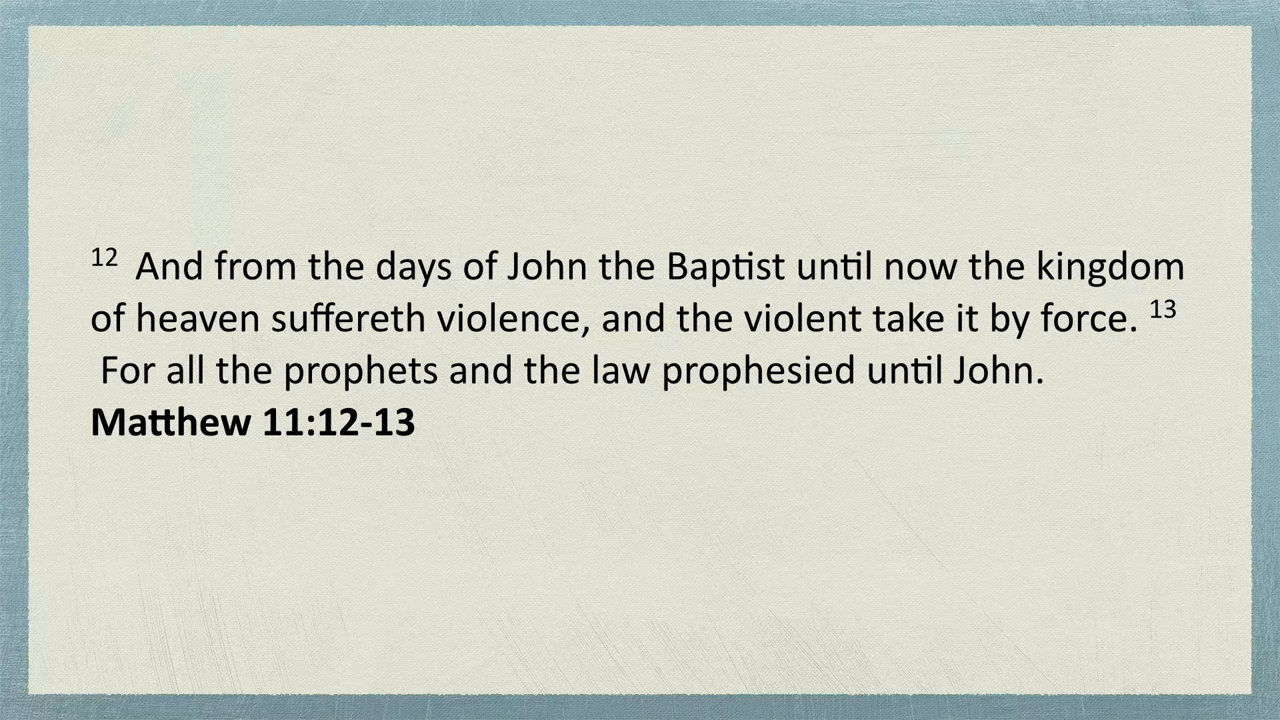 12 And from the days of John the Baptist until now the kingdom
of heaven suffereth violence, and the violent take it by force. 13
For all the prophets and the law prophesied until John.
Matthew 11:12-13